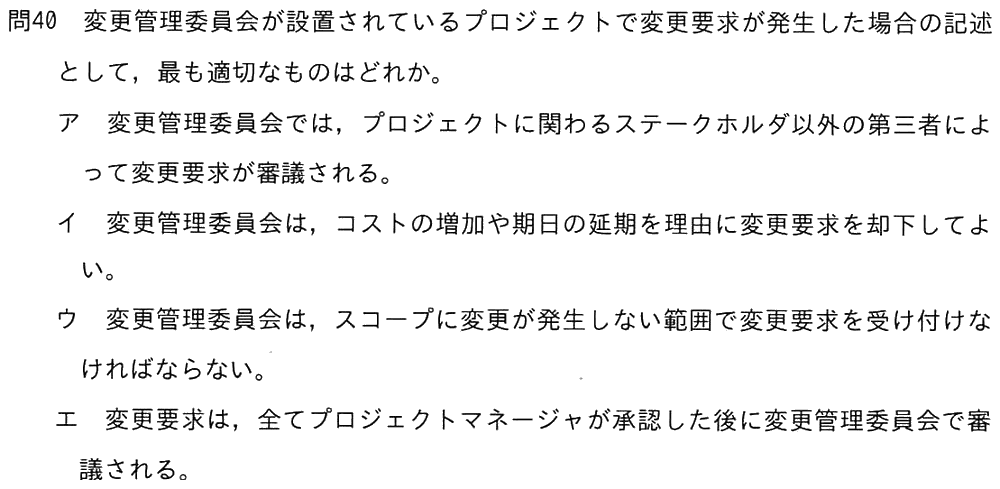 問40 変更管理委員会が設置されているプロジェクトで変更要求が発生した場合の記述
として，最も適切なものはどれか。
ア 変更管理委員会では，プロジェクトに関わるステークホルダ以外の第三者によ
って変更要求が審議される。
イ 変更管理委員会は，コストの増加や期日の延期を理由に変更要求を却下してよ
い。
ウ 変更管理委員会は，スコープに変更が発生しない範囲で変更要求を受け付けな
ければならない。
エ 変更要求は，全てプロジェクトマネージャが承認した後に変更管理委員会で審
議される。